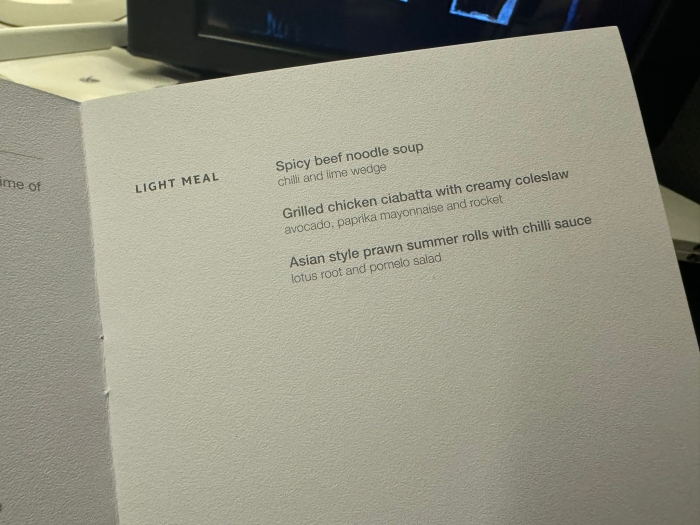 ime of
LIGHT MEAL
Spicy beef noodle soup
chilli and lime wedge
Grilled chicken ciabatta with creamy coleslaw
avocado, paprika mayonnaise and rocket
Asian style prawn summer rolls with chilli sauce
lotus root and pomelo salad